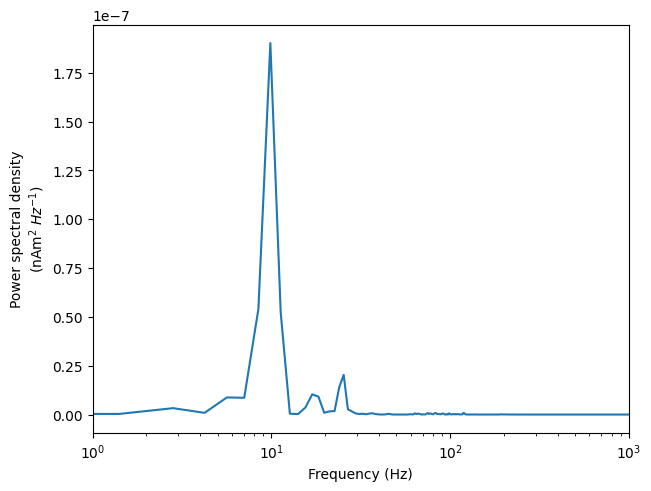 1e−7
1.75
1.50
1.25
1.00
0.75
0.50
0.25
0.00
Power spectral density
(nAm² Hz⁻¹)
10⁰ 10¹ 10² 10³
Frequency (Hz)